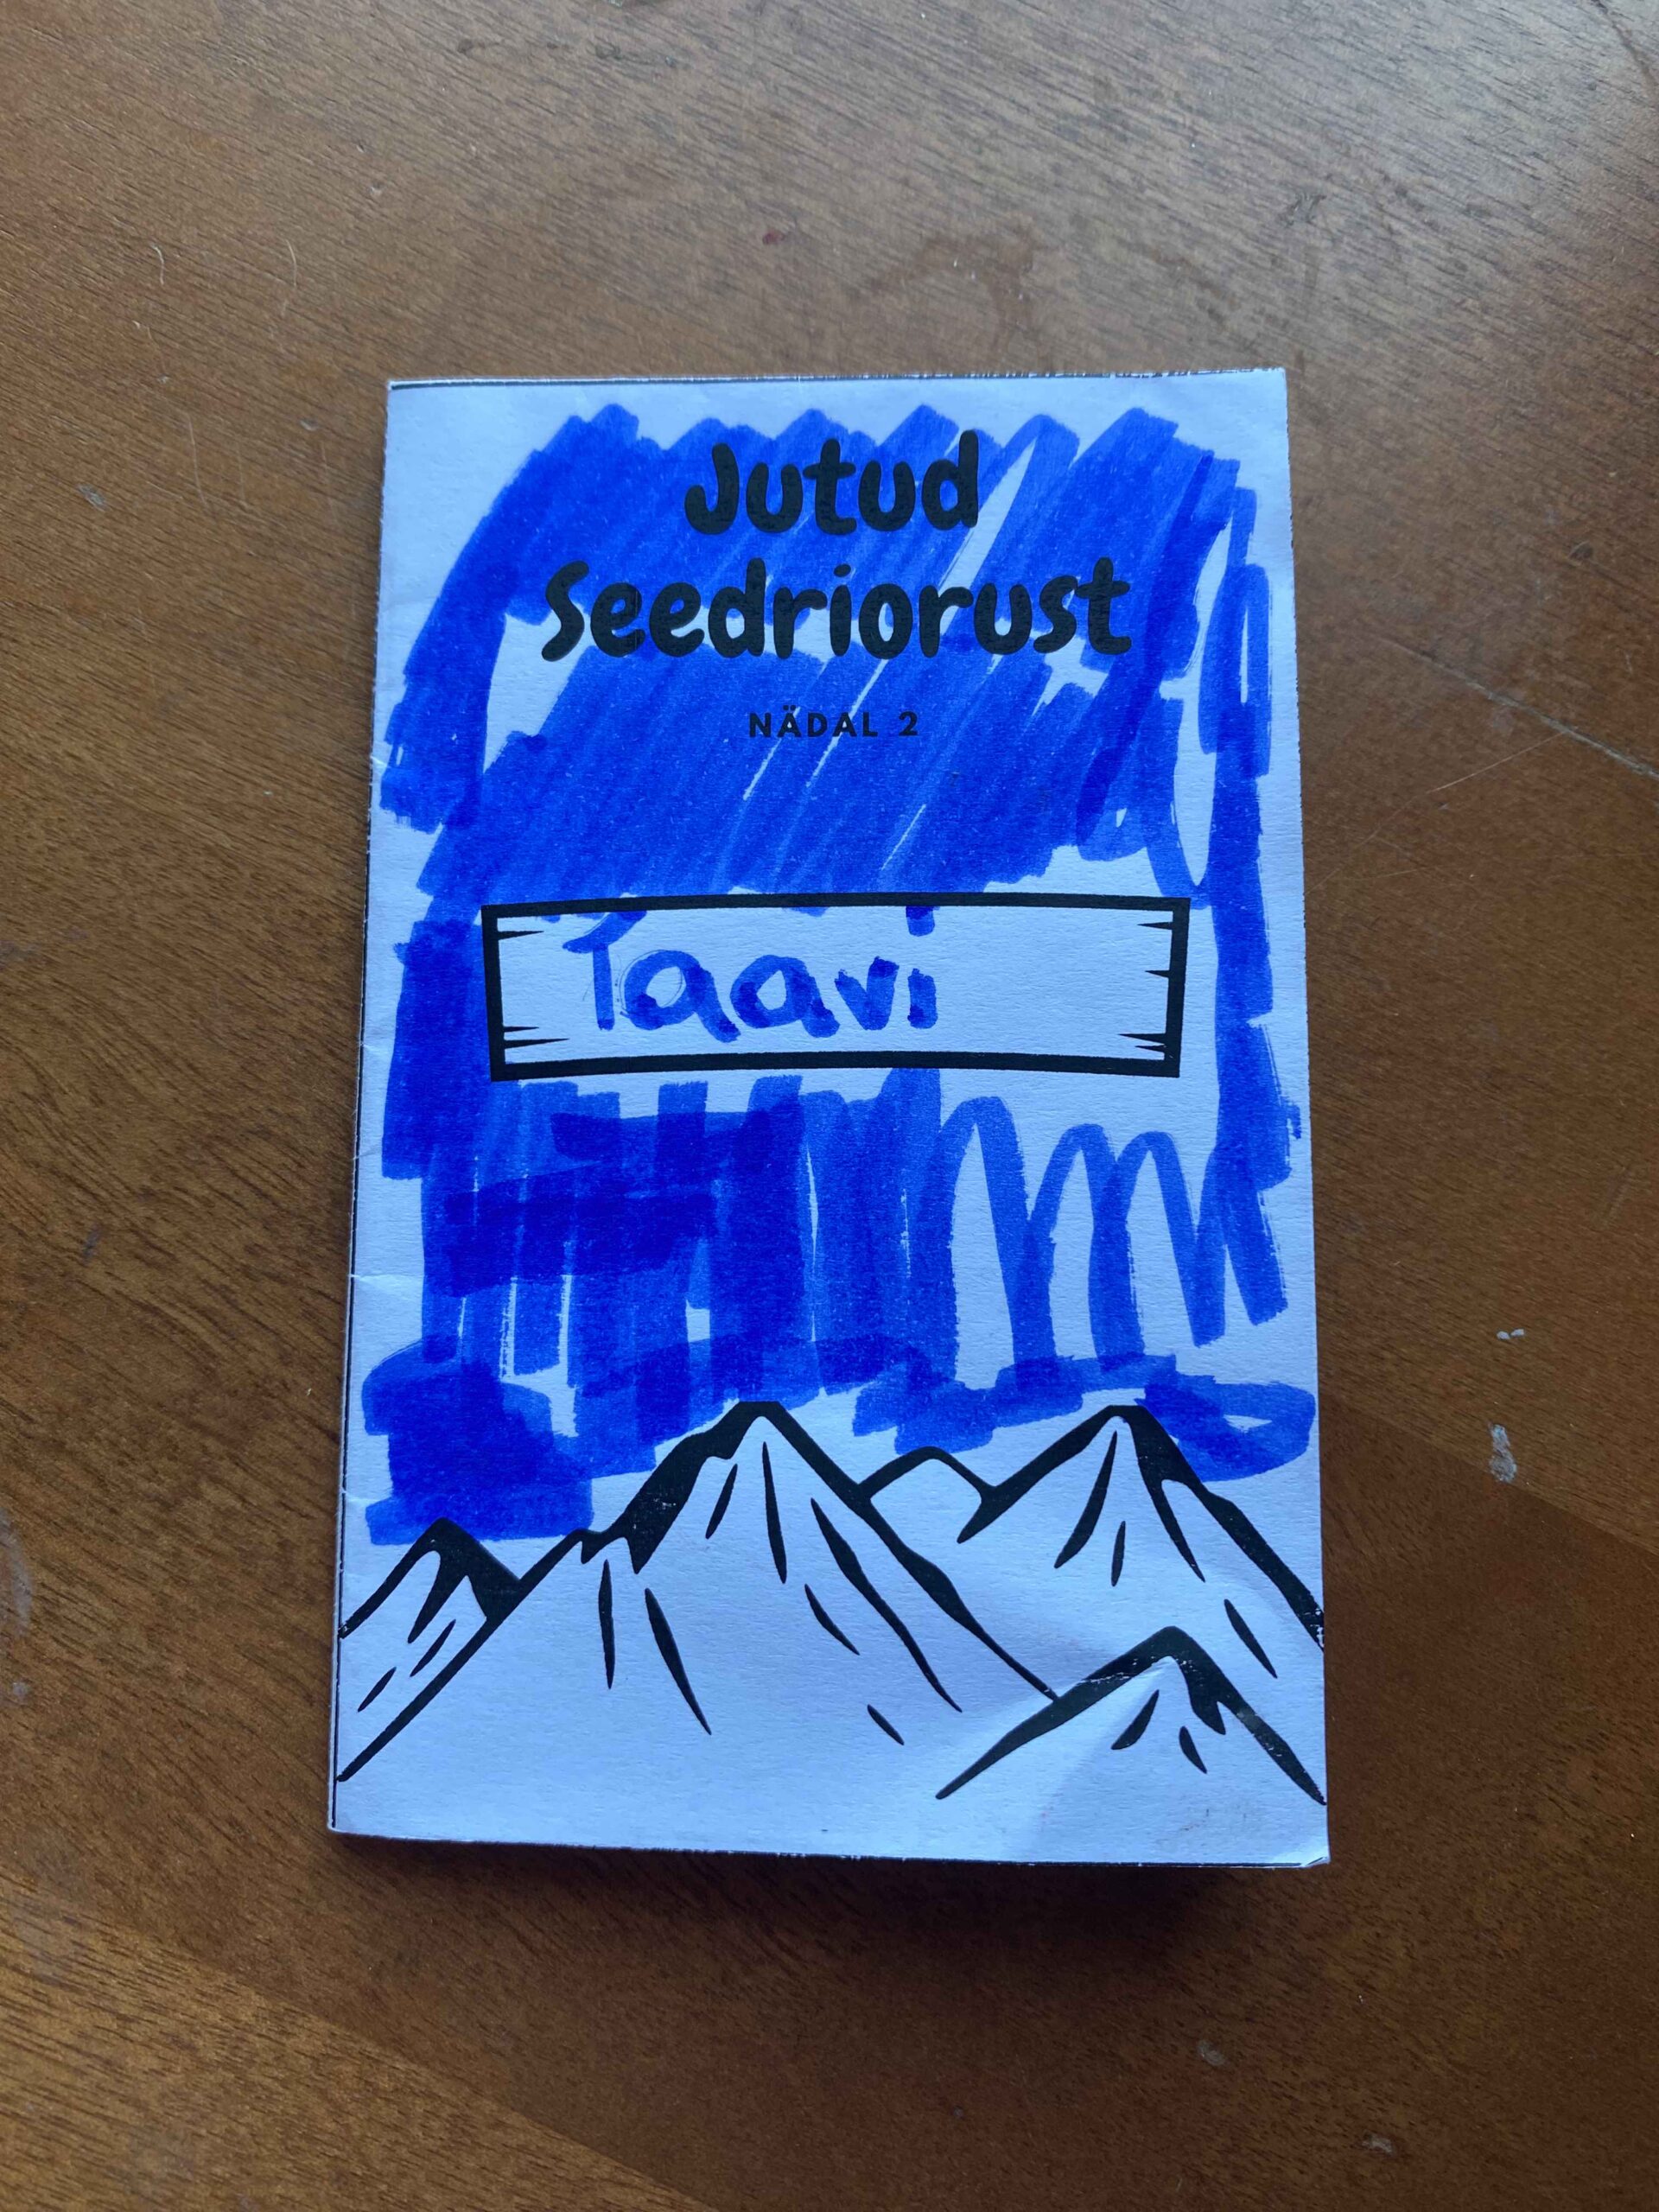 Jutud
Seedriorust
NÄDAL 2
Taavi